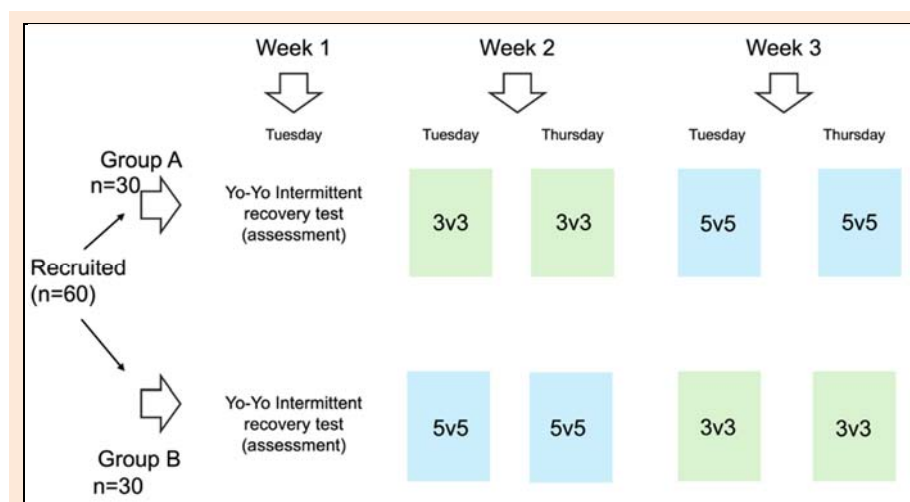 Week 1
Week 2
Week 3
Tuesday
Tuesday
Thursday
Tuesday
Thursday
Group A
n=30
Yo-Yo Intermittent
recovery test
(assessment)
3v3
3v3
5v5
5v5
Recruited
(n=60)
Yo-Yo Intermittent
recovery test
(assessment)
5v5
5v5
3v3
3v3
Group B
n=30